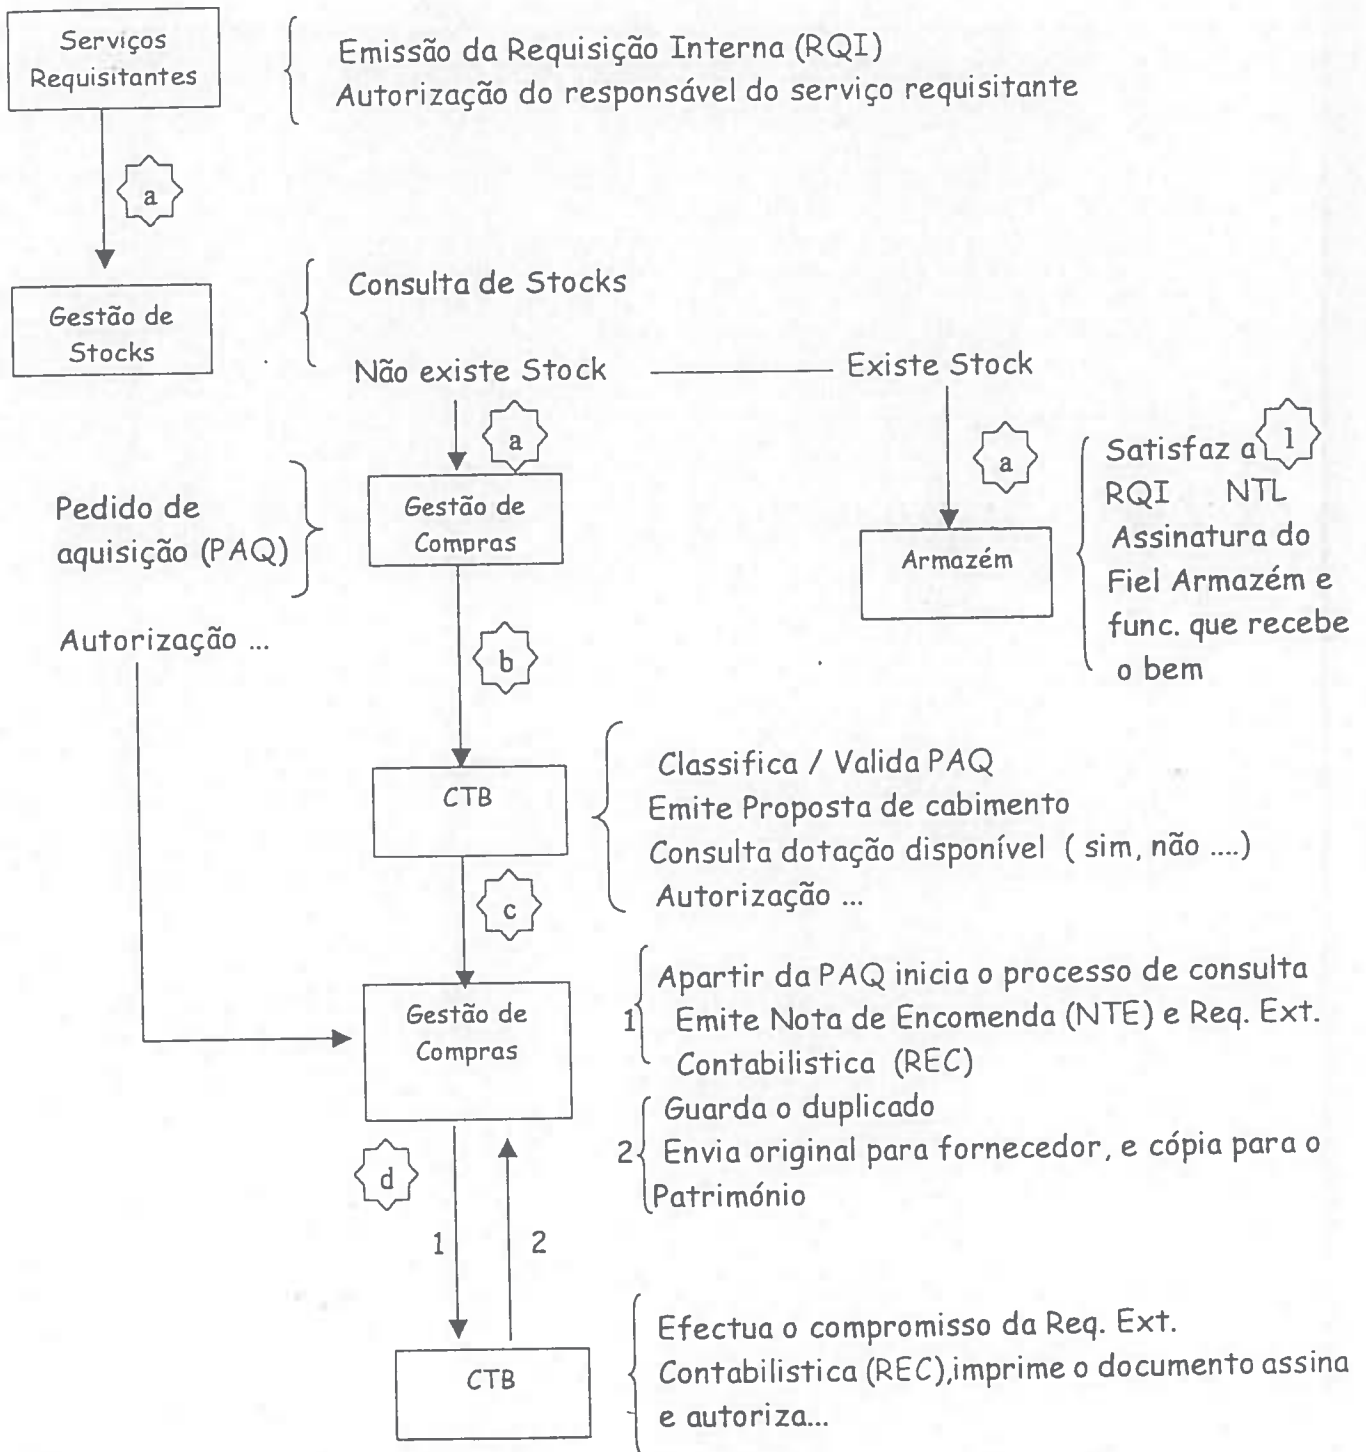 Serviços
Requisitantes
Emissão da Requisição Interna (RQI)
Autorização do responsável do serviço requisitante
a
Gestão de
Stocks
Consulta de Stocks
Não existe Stock
Existe Stock
a
a
Pedido de
aquisição (PAQ)
Gestão de
Compras
Armazém
Satisfaz a 1
RQI NTL
Assinatura do
Fiel Armazém e
func. que recebe
o bem
Autorização ...
b
CTB
Classifica / Valida PAQ
Emite Proposta de cabimento
Consulta dotação disponível ( sim, não ....)
Autorização ...
c
Gestão de
Compras
1
Apartir da PAQ inicia o processo de consulta
Emite Nota de Encomenda (NTE) e Req. Ext.
Contabilistica (REC)
2
Guarda o duplicado
Envia original para fornecedor, e cópia para o
Património
d
1
2
CTB
Efectua o compromisso da Req. Ext.
Contabilistica (REC),imprime o documento assina
e autoriza...